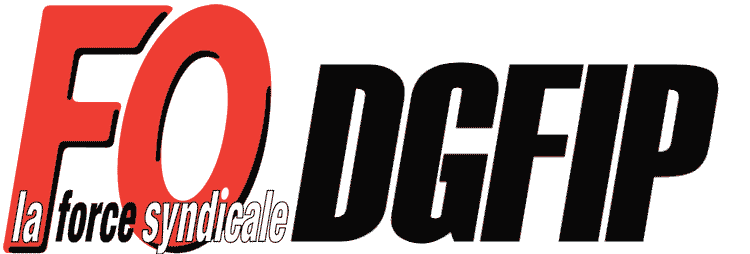 FO DGFIP
la force syndicale